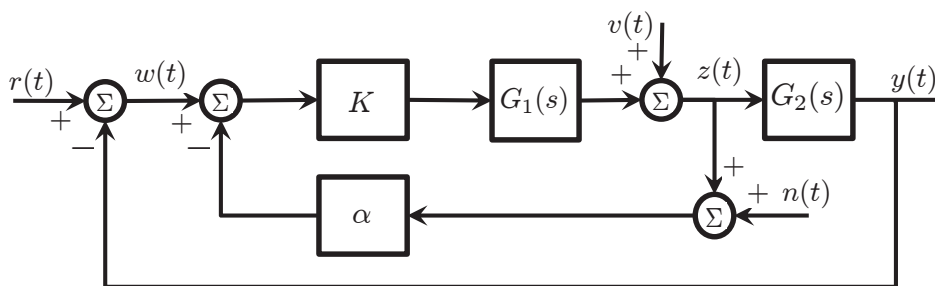 v(t)
+
r(t)
+
Σ
−
w(t)
+
Σ
−
K
G₁(s)
+
Σ
z(t)
G₂(s)
y(t)
α
+
Σ
+ n(t)